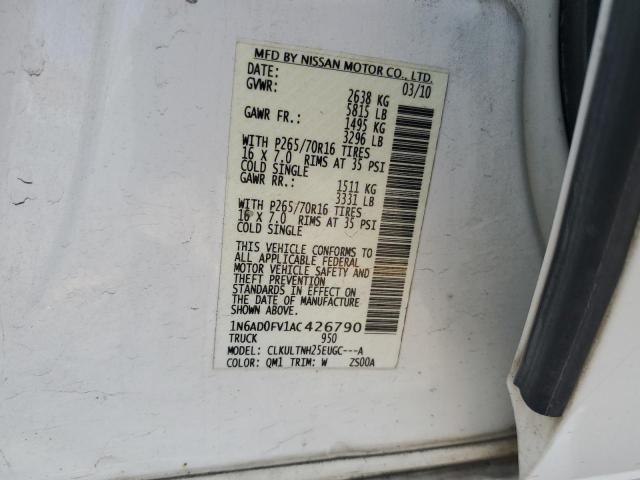 MFD BY NISSAN MOTOR CO., LTD.
DATE: 03/10
GVWR: 2638 KG
5815 LB
GAWR FR.: 1495 KG
3296 LB
WITH P265/70R16 TIRES
16 X 7.0 RIMS AT 35 PSI
COLD SINGLE
GAWR RR.: 1511 KG
3331 LB
WITH P265/70R16 TIRES
16 X 7.0 RIMS AT 35 PSI
COLD SINGLE
THIS VEHICLE CONFORMS TO
ALL APPLICABLE FEDERAL
MOTOR VEHICLE SAFETY AND
THEFT PREVENTION
STANDARDS IN EFFECT ON
THE DATE OF MANUFACTURE
SHOWN ABOVE.
1N6AD0FV1AC426790
TRUCK 950
MODEL: CLKULTNH25EUGC---A
COLOR: QM1 TRIM: W ZS00A